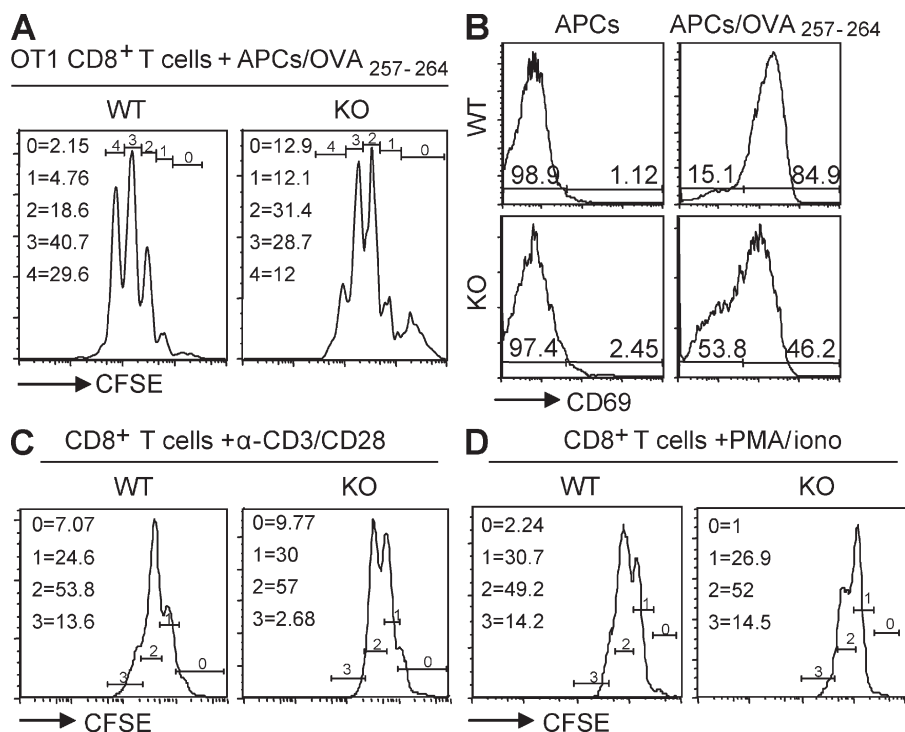 A
OT1 CD8+ T cells + APCs/OVA 257-264
WT
KO
0=2.15
1=4.76
2=18.6
3=40.7
4=29.6
4 3 2 1 0
0=12.9
1=12.1
2=31.4
3=28.7
4=12
4 3 2 1 0
CFSE
B
APCs
APCs/OVA 257-264
WT
98.9 1.12
15.1 84.9
KO
97.4 2.45
53.8 46.2
CD69
C
CD8+ T cells +α-CD3/CD28
WT
KO
0=7.07
1=24.6
2=53.8
3=13.6
1
2
3
0
0=9.77
1=30
2=57
3=2.68
1
2
3
0
CFSE
D
CD8+ T cells +PMA/iono
WT
KO
0=2.24
1=30.7
2=49.2
3=14.2
1
0
2
3
0=1
1=26.9
2=52
3=14.5
1
0
2
3
CFSE